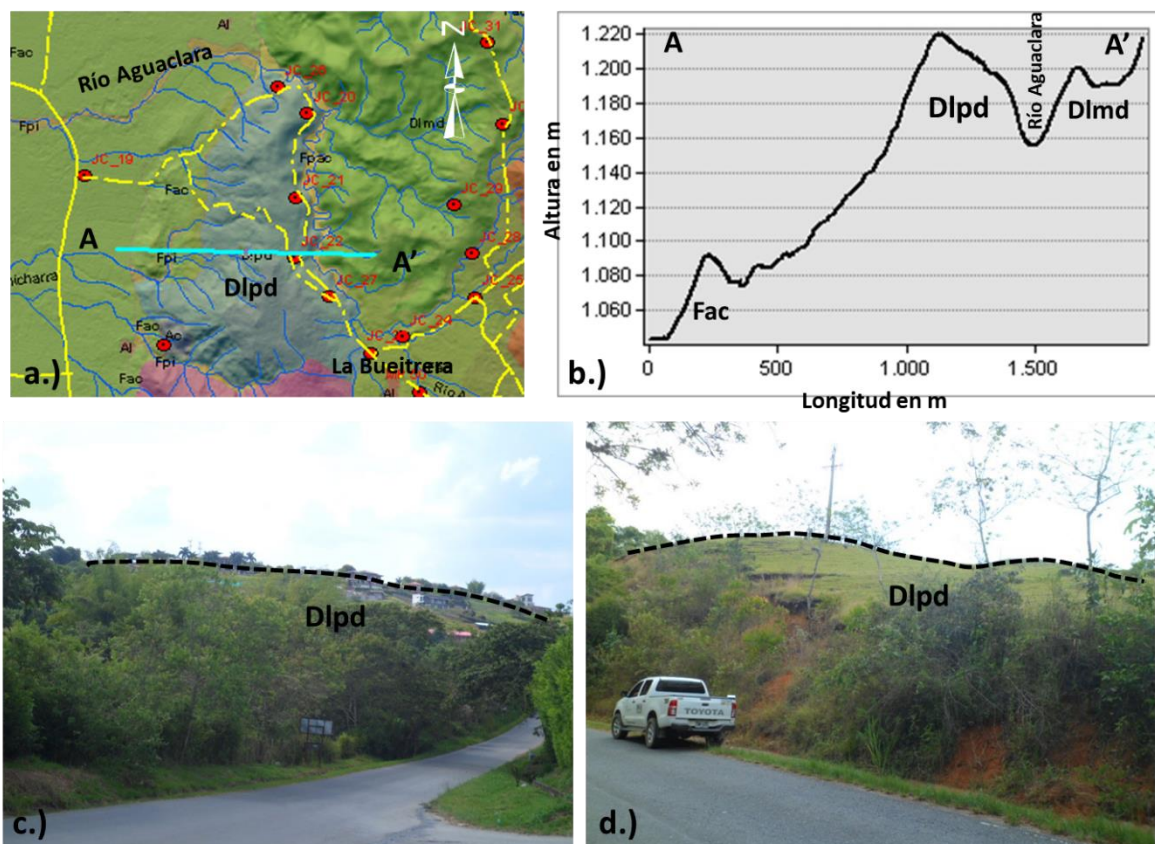 Río Aguaclara
Al
JC_31
Fac
JC_20
N
Fpi
Dlmd
JC_19
Fpac
Fac
JC_21
JC_29
A
JC_22
A'
Fpi
JC_28
Dlpd
JC_27
JC_25
Fac
Ac
JC_24
Al
Fpi
La Bueitrera
Fac
Al
a.)
Altura en m
1.220
1.200
1.180
1.160
1.140
1.120
1.100
1.080
1.060
A
A'
Dlpd
Río Aguaclara
Dlmd
Fac
0
500
1.000
1.500
Longitud en m
b.)
Dlpd
c.)
Dlpd
TOYOTA
d.)